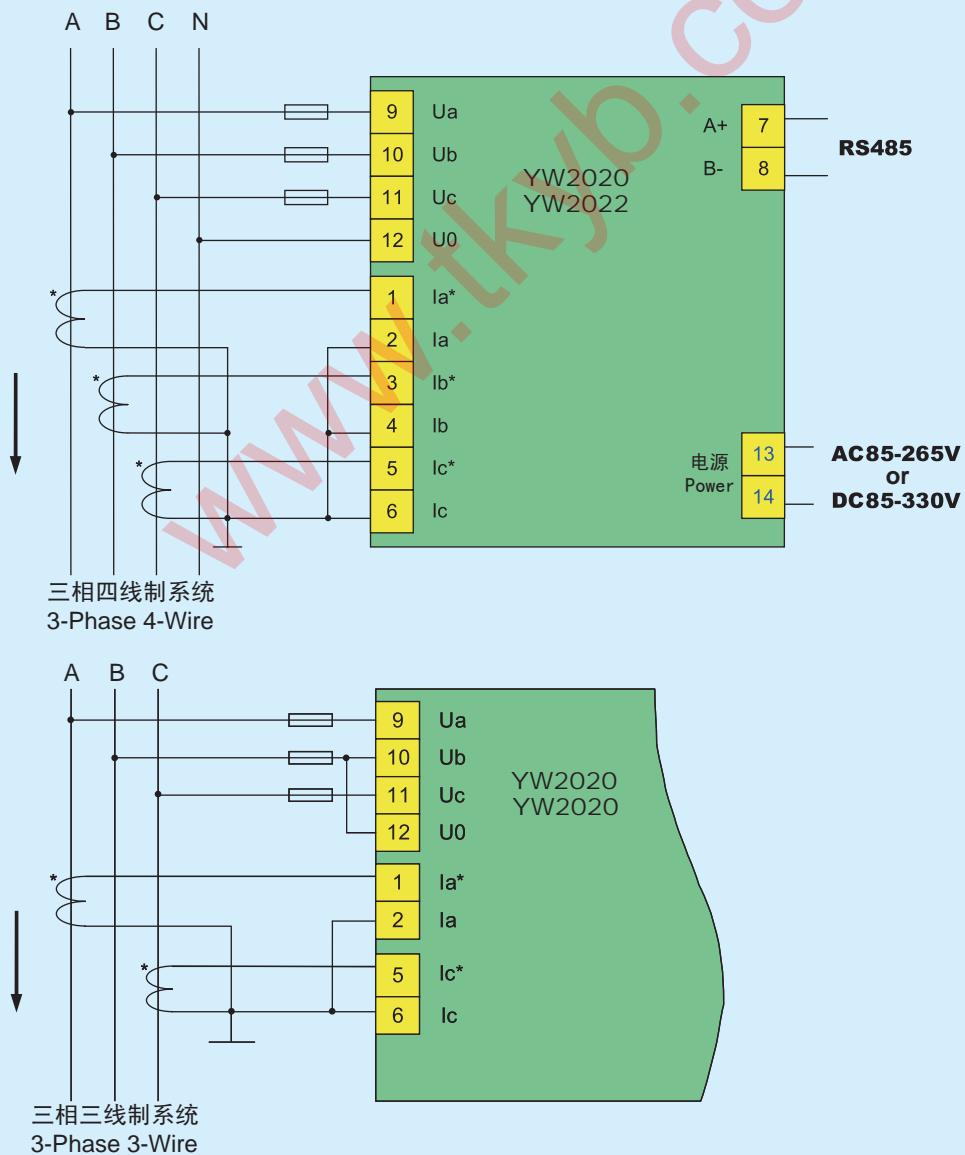 A B C N
9 Ua
10 Ub
11 Uc
12 U0
1 Ia*
2 Ia
3 Ib*
4 Ib
5 Ic*
6 Ic
YW2020
YW2022
A+ 7
B- 8
RS485
电源
Power
13
14
AC85-265V
or
DC85-330V
*
*
*
三相四线制系统
3-Phase 4-Wire
A B C
9 Ua
10 Ub
11 Uc
12 U0
1 Ia*
2 Ia
5 Ic*
6 Ic
YW2020
YW2020
*
*
三相三线制系统
3-Phase 3-Wire
www.tkyb.co